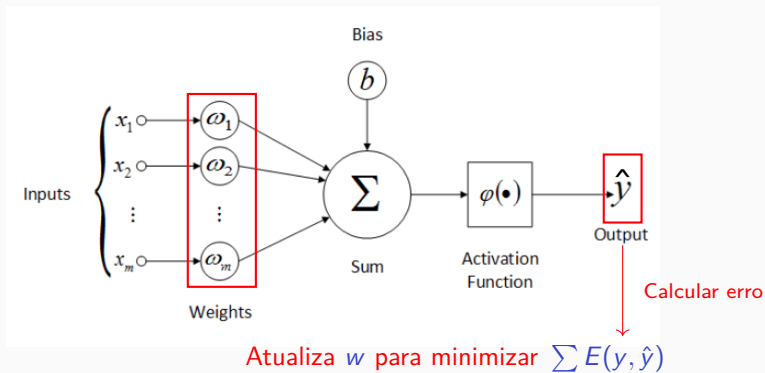 Bias
b
x₁ ω₁
x₂ ω₂
Inputs ⋮ ⋮ Σ φ(•) ŷ
xₘ ωₘ
Output
Sum Activation
Function
Weights
Calcular erro
Atualiza w para minimizar ∑ E(y, ŷ)